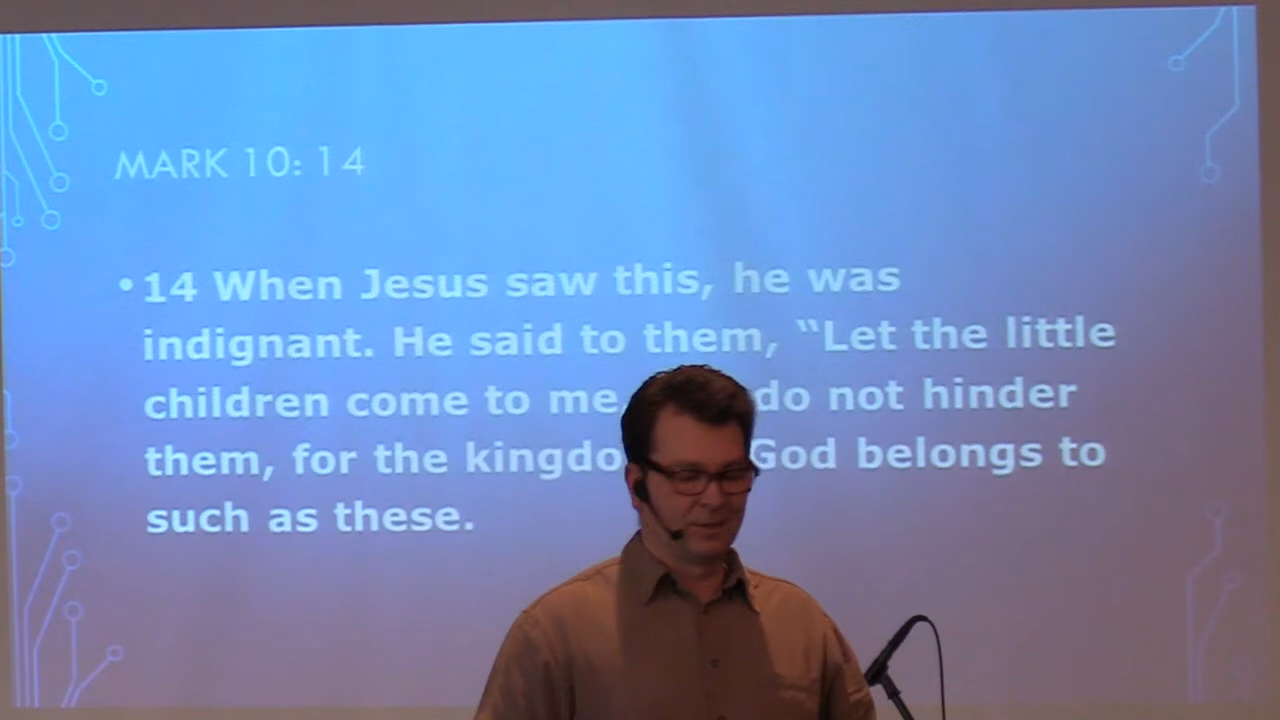 MARK 10: 14
• 14 When Jesus saw this, he was
indignant. He said to them, “Let the little
children come to me do not hinder
them, for the God belongs to
such as these.